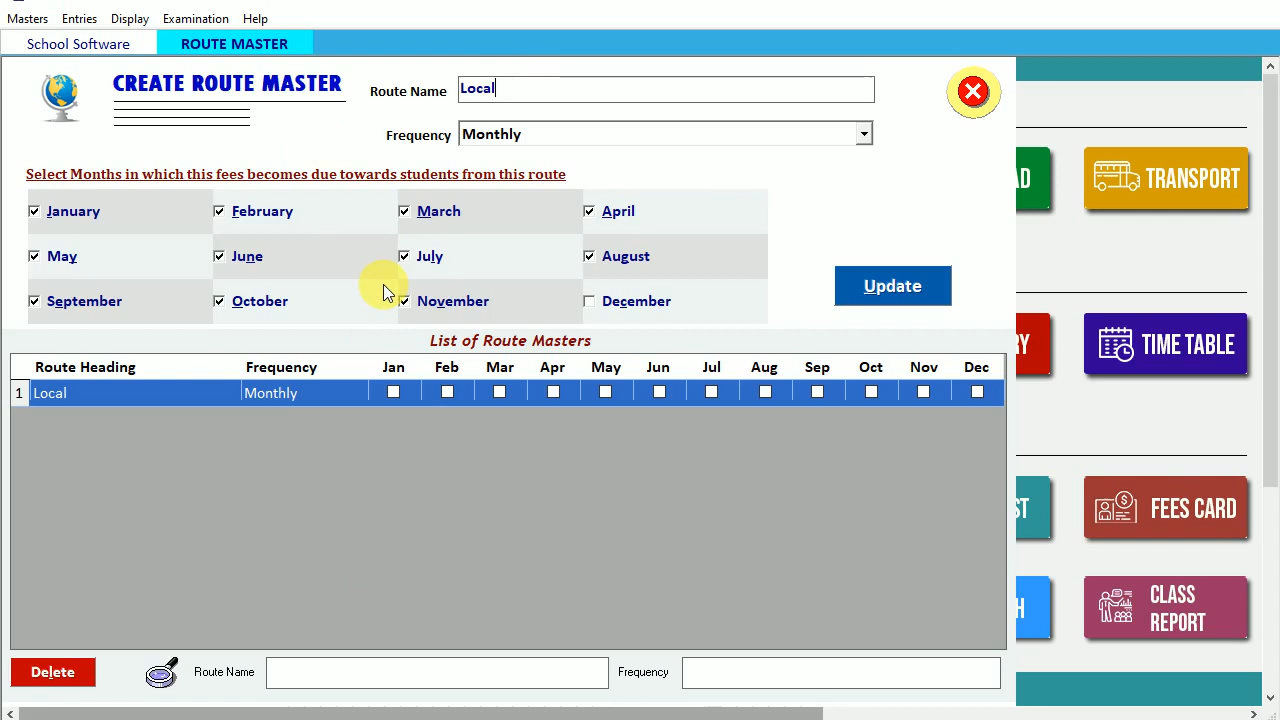 Masters Entries Display Examination Help
School Software ROUTE MASTER
CREATE ROUTE MASTER
Route Name Local
Frequency Monthly
Select Months in which this fees becomes due towards students from this route
January February March April
May June July August
September October November December
Update
List of Route Masters
Route Heading Frequency Jan Feb Mar Apr May Jun Jul Aug Sep Oct Nov Dec
1 Local Monthly
Delete Route Name Frequency
TRANSPORT
TIME TABLE
FEES CARD
CLASS
REPORT